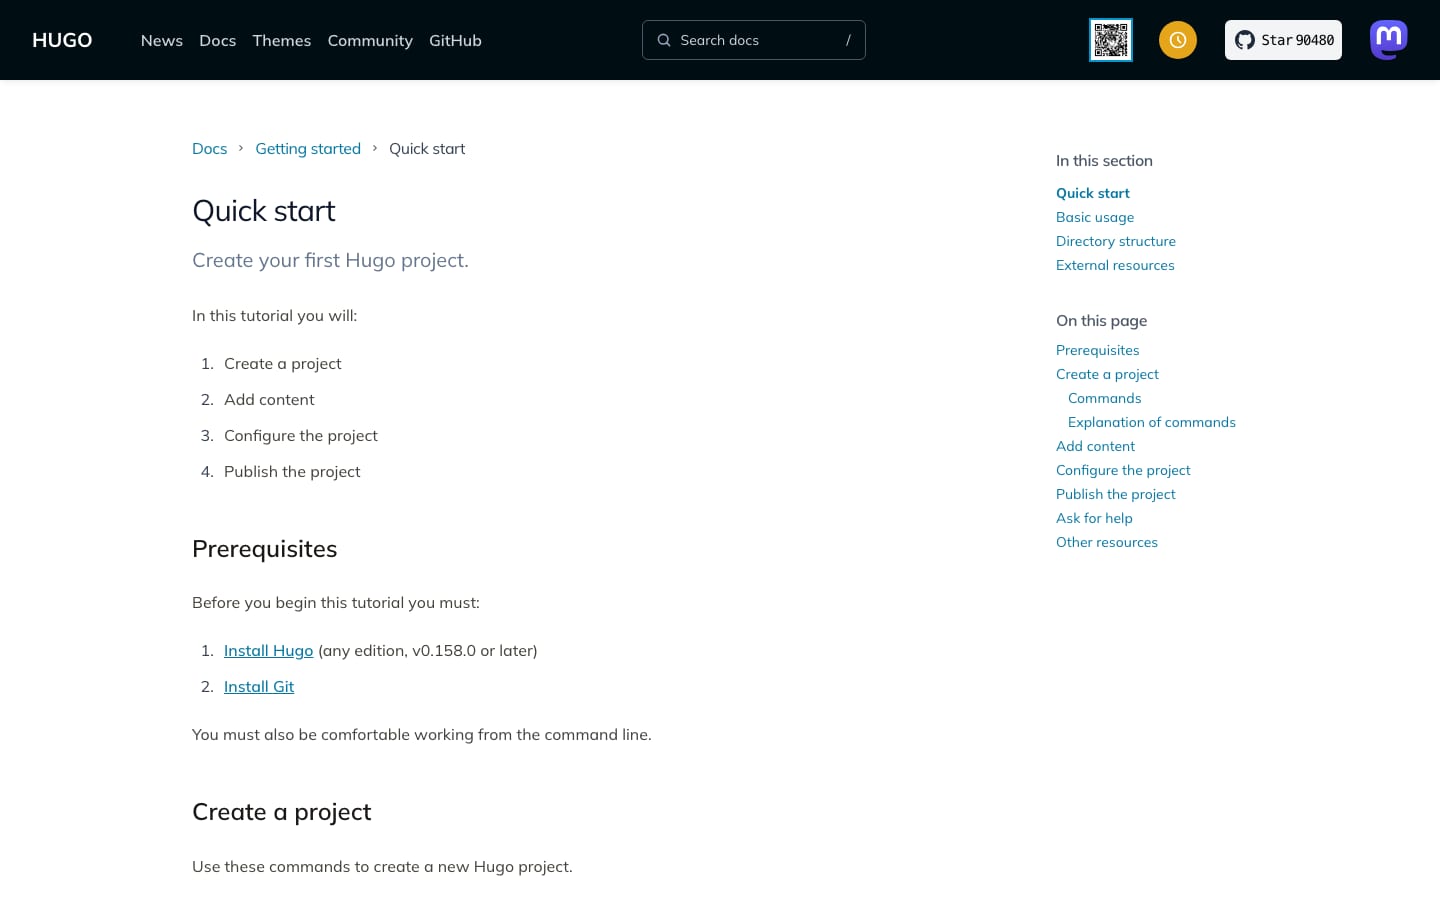 HUGO
News Docs Themes Community GitHub
Search docs /
Star 90480
Docs › Getting started › Quick start
Quick start
Create your first Hugo project.
In this tutorial you will:
1. Create a project
2. Add content
3. Configure the project
4. Publish the project
Prerequisites
Before you begin this tutorial you must:
1. Install Hugo (any edition, v0.158.0 or later)
2. Install Git
You must also be comfortable working from the command line.
Create a project
Use these commands to create a new Hugo project.
In this section
Quick start
Basic usage
Directory structure
External resources
On this page
Prerequisites
Create a project
Commands
Explanation of commands
Add content
Configure the project
Publish the project
Ask for help
Other resources